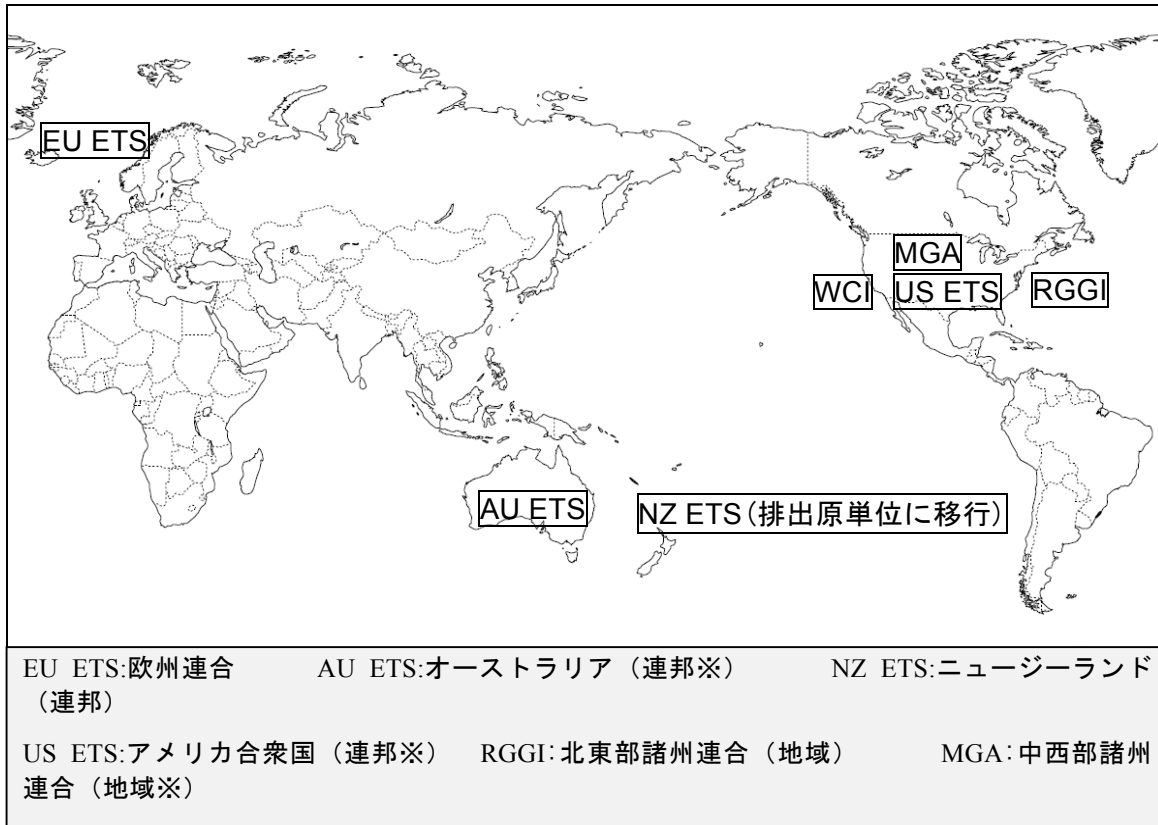 EU ETS
MGA
WCI US ETS RGGI
AU ETS NZ ETS（排出原単位に移行）
EU ETS:欧州連合 AU ETS:オーストラリア（連邦※） NZ ETS:ニュージーランド
（連邦）
US ETS:アメリカ合衆国（連邦※） RGGI:北東部諸州連合（地域） MGA:中西部諸州
連合（地域※）